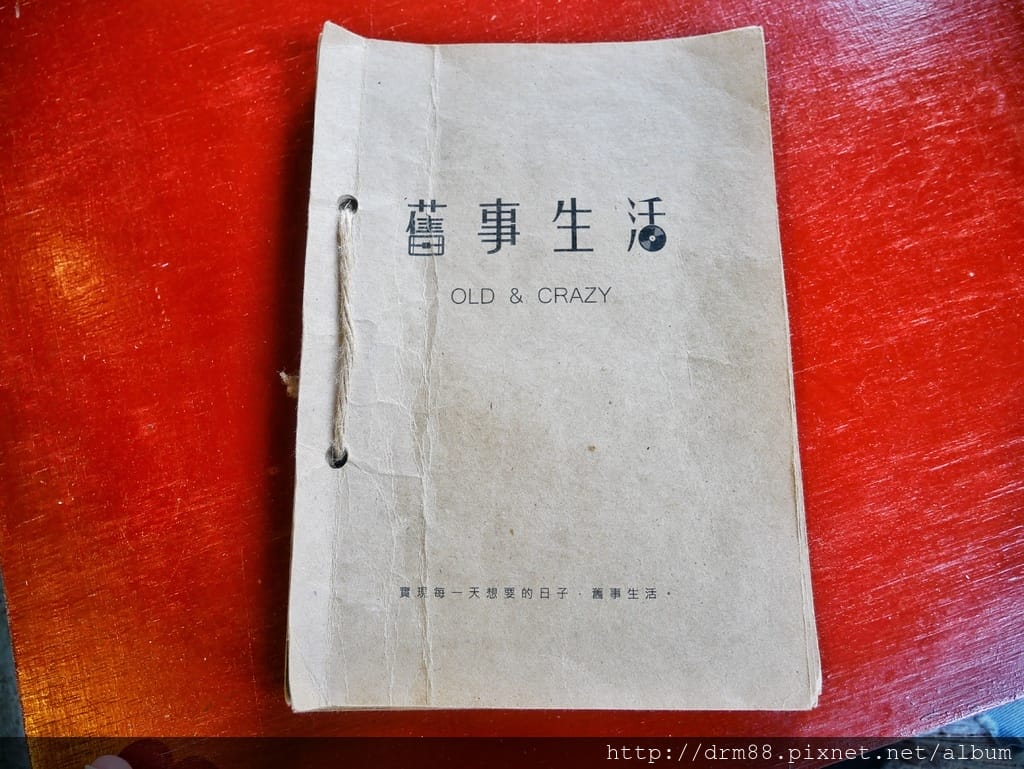 舊事生活
OLD & CRAZY
實現每一天想要的日子．舊事生活。
http://drm88.pixnet.net/album